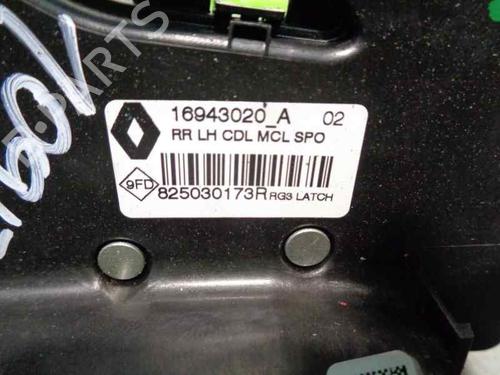 16943020_A 02
RR LH CDL MCL SPO
9FD 825030173R RG3 LATCH